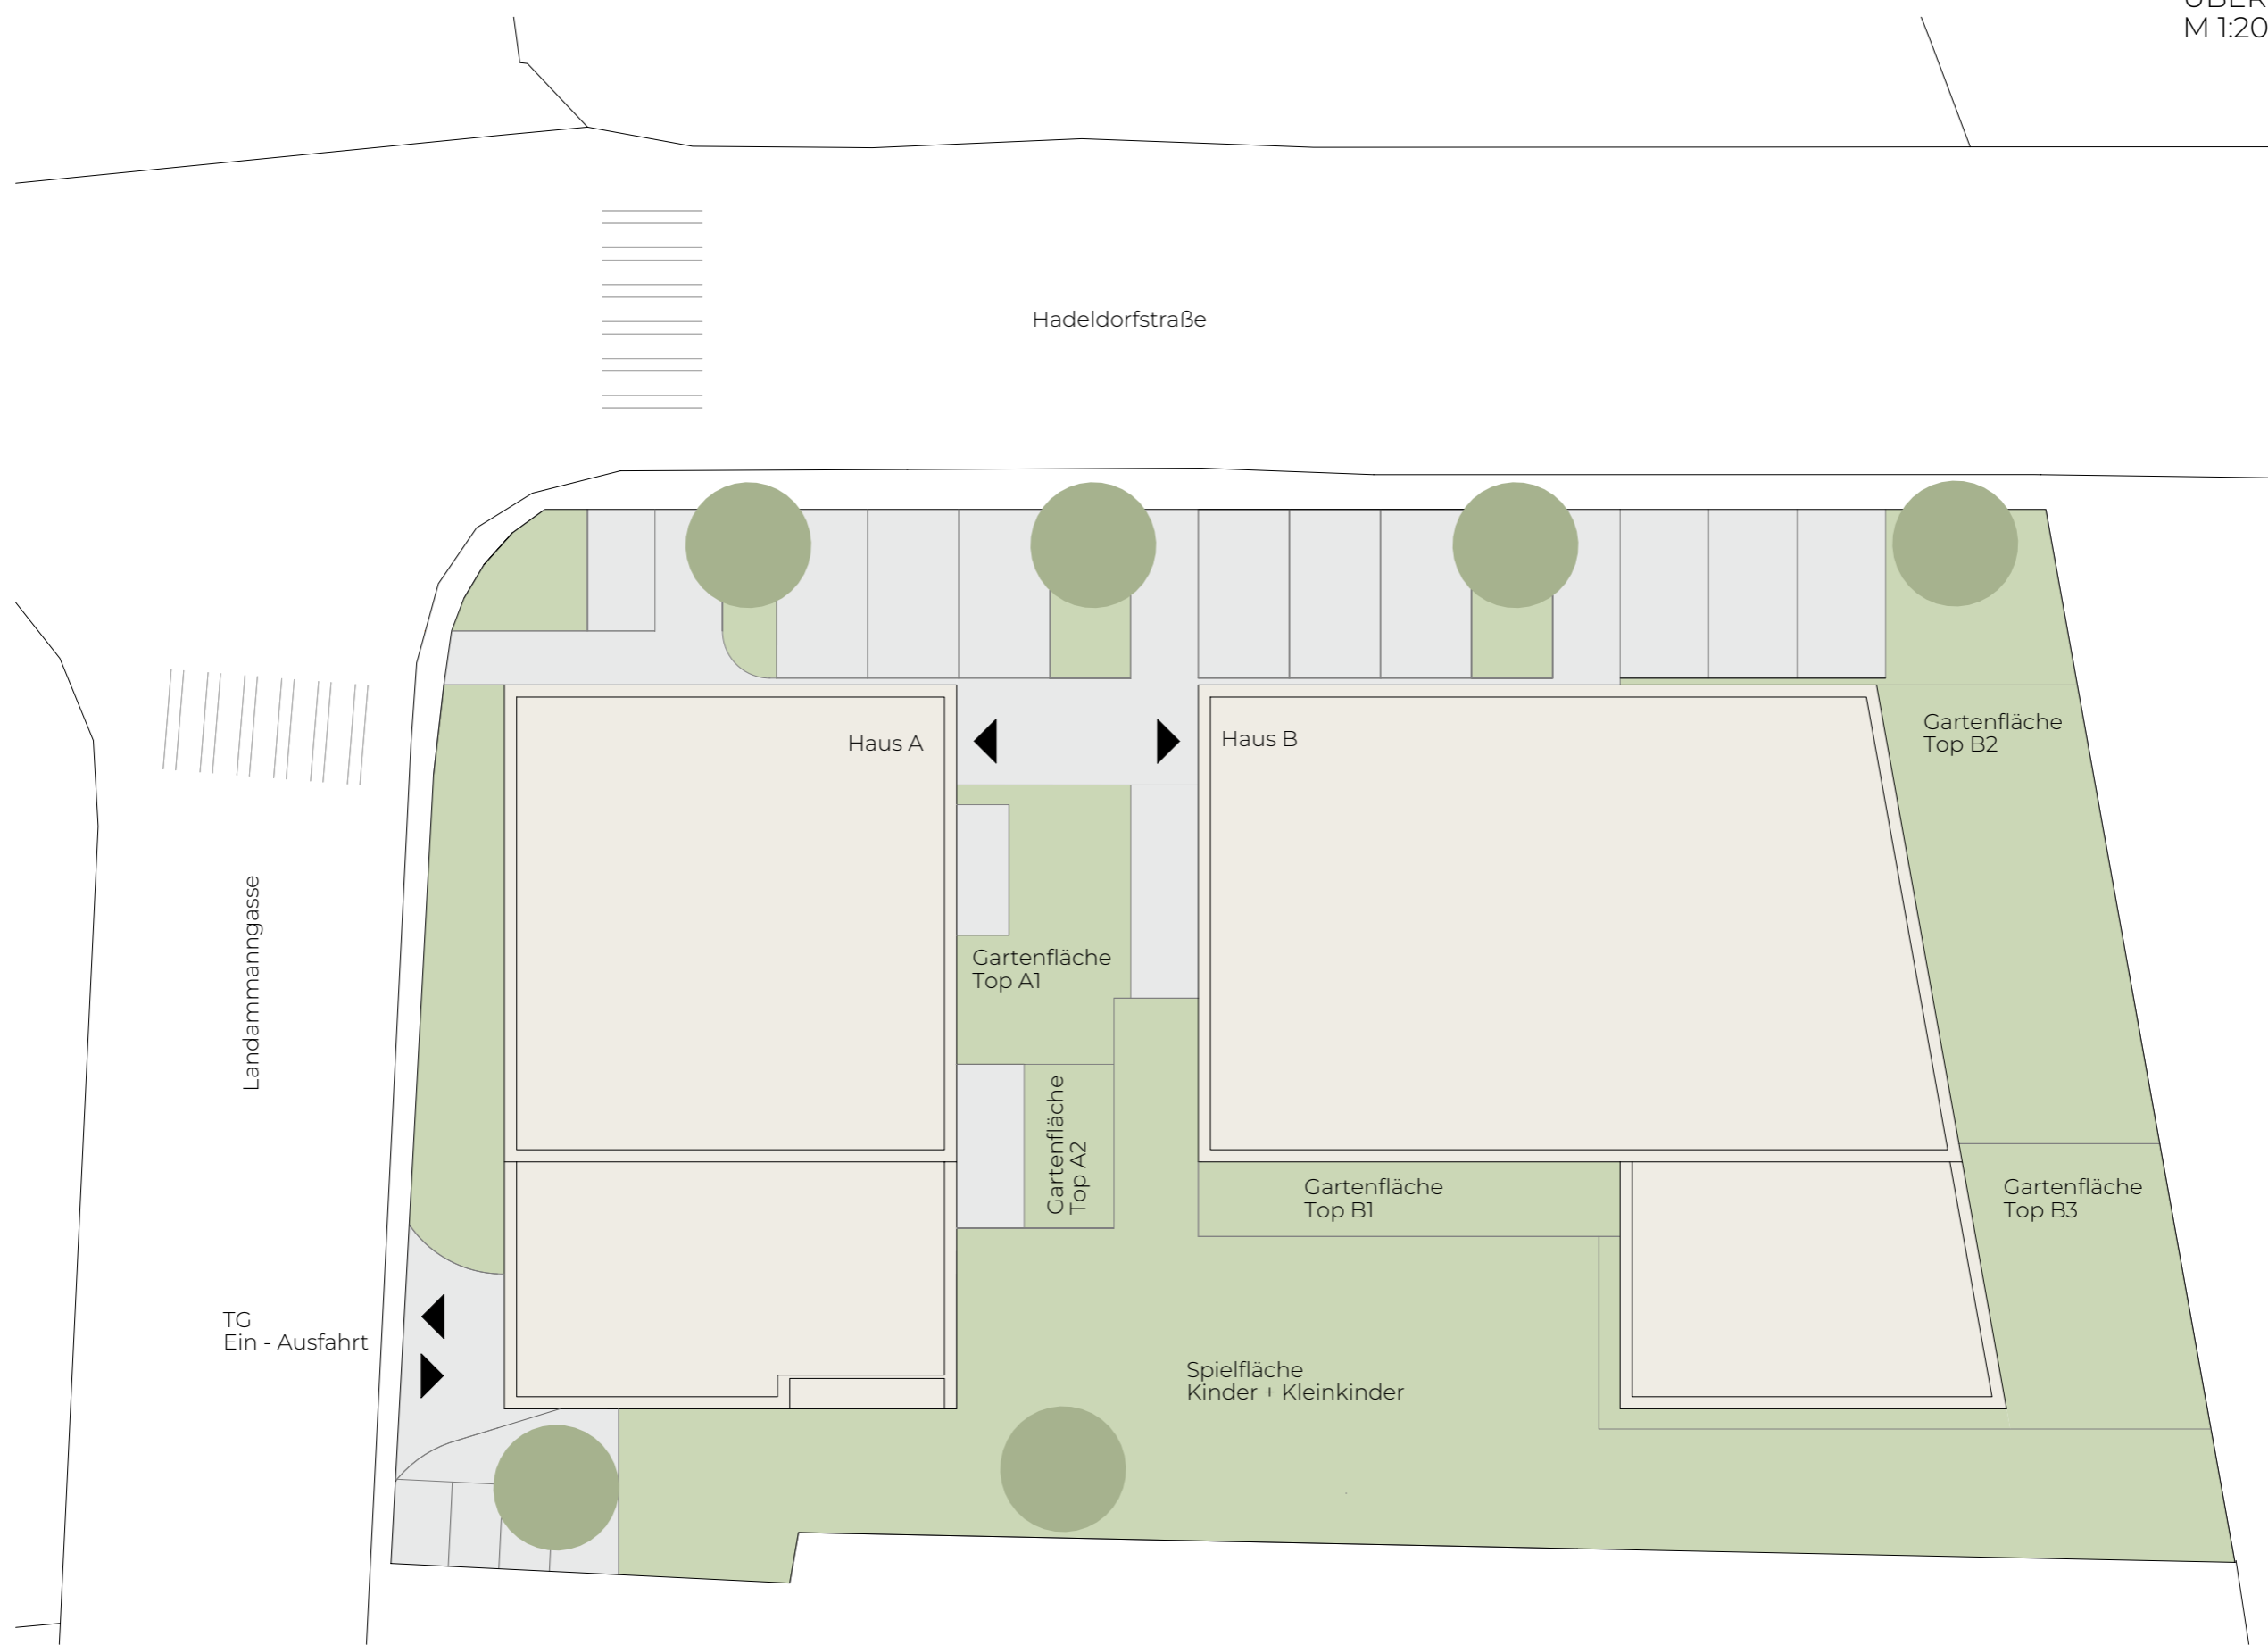 M 1:20
Hadeldorfstraße
Haus A
Haus B
Gartenfläche
Top B2
Landammanngasse
Gartenfläche
Top A1
Gartenfläche
Top A2
Gartenfläche
Top B1
Gartenfläche
Top B3
TG
Ein - Ausfahrt
Spielfläche
Kinder + Kleinkinder